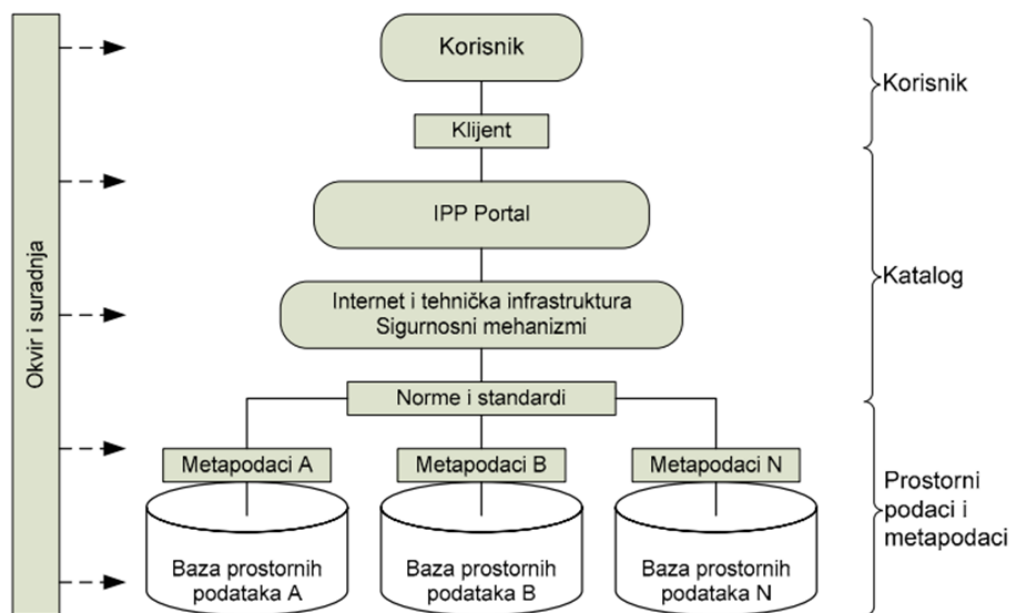 Okvir i suradnja
Korisnik
Klijent
Korisnik
IPP Portal
Internet i tehnička infrastruktura
Sigurnosni mehanizmi
Katalog
Norme i standardi
Metapodaci A
Metapodaci B
Metapodaci N
Baza prostornih
podataka A
Baza prostornih
podataka B
Baza prostornih
podataka N
Prostorni
podaci i
metapodaci